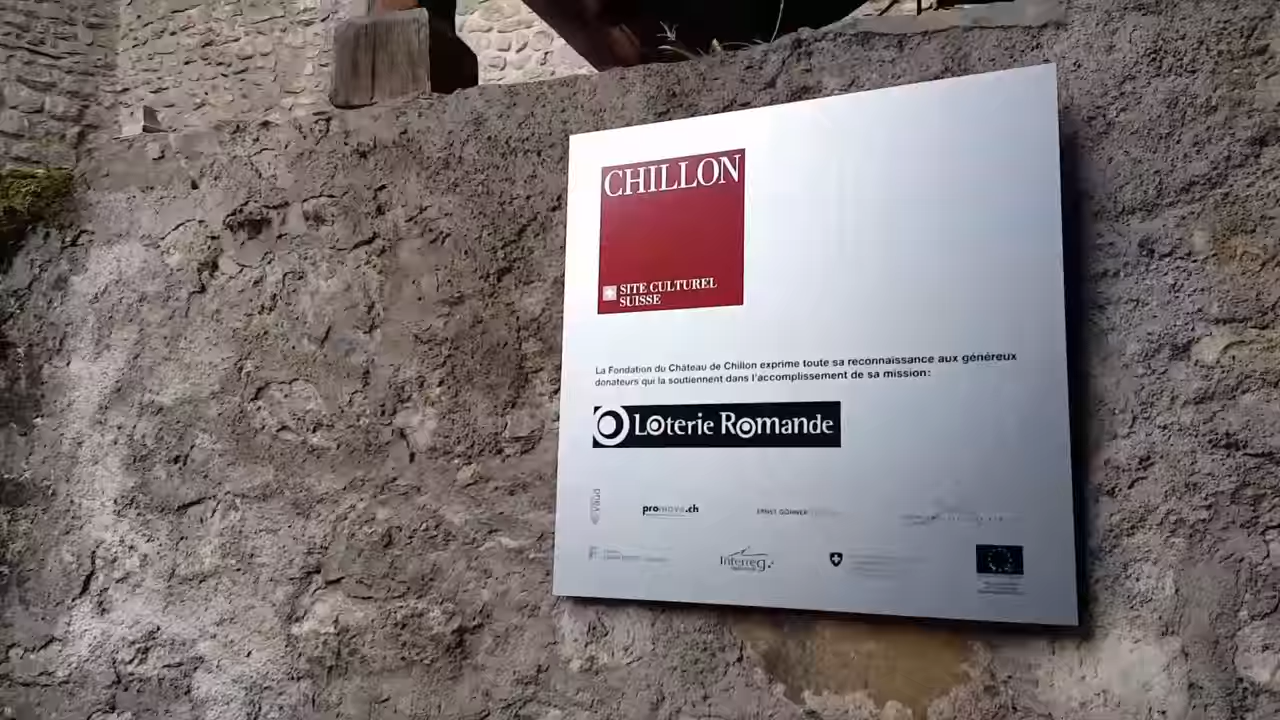 CHILLON
SITE CULTUREL
SUISSE
La Fondation du Château de Chillon exprime toute sa reconnaissance aux généreux
donateurs qui la soutiennent dans l'accomplissement de sa mission:
Loterie Romande
vaud
promove.ch
ERNST GÖHNER
Interreg